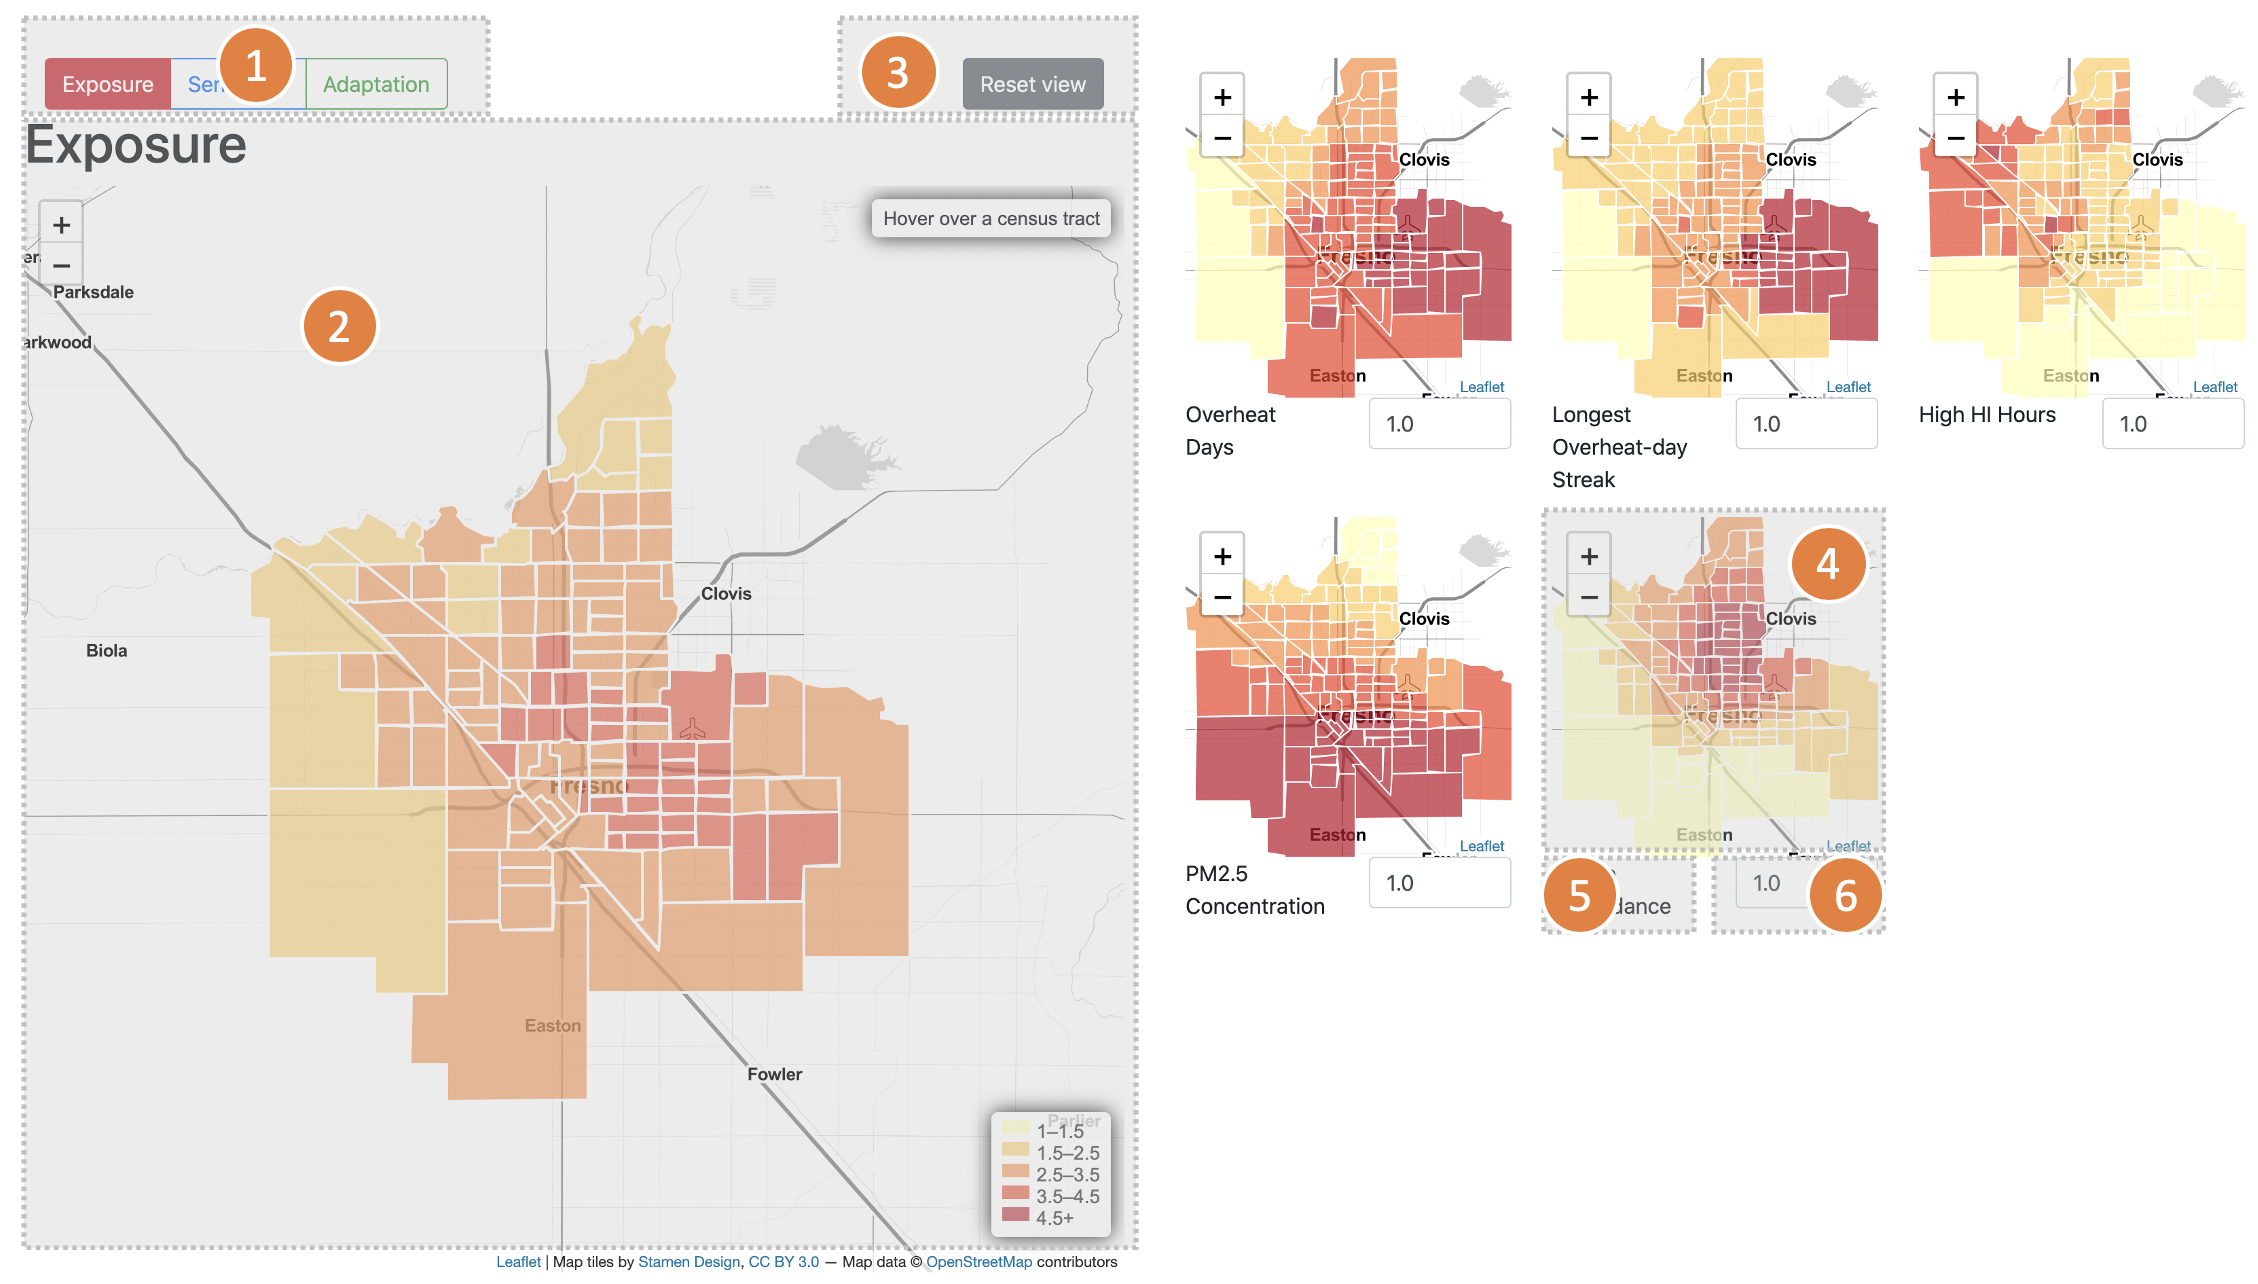 Exposure
1
Adaptation
3
Reset view
Exposure
Hover over a census tract
+
−
Parksdale
arkwood
2
Clovis
Biola
Fresno
Easton
Fowler
Parlier
1–1.5
1.5–2.5
2.5–3.5
3.5–4.5
4.5+
Leaflet | Map tiles by Stamen Design, CC BY 3.0 — Map data © OpenStreetMap contributors
+
−
Clovis
Fresno
Easton
Leaflet
Overheat
Days
1.0
+
−
Clovis
Fresno
Easton
Leaflet
Longest
Overheat-day
Streak
1.0
+
−
Clovis
Fresno
Easton
Leaflet
High HI Hours
1.0
+
−
Clovis
Fresno
Easton
Leaflet
PM2.5
Concentration
1.0
+
−
4
Clovis
Fresno
Easton
Leaflet
5
dance
1.0
6